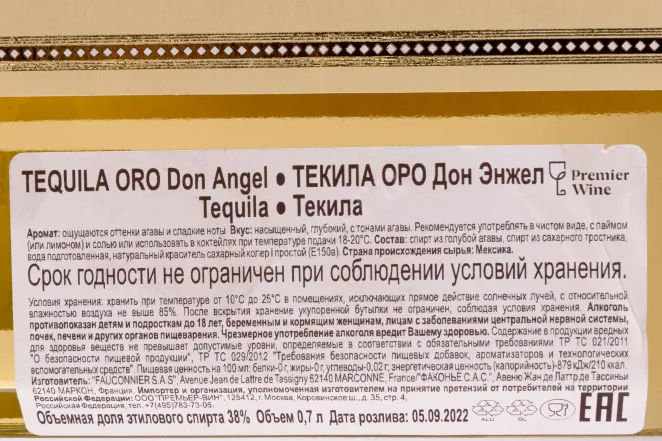 TEQUILA ORO Don Angel ● ТЕКИЛА ОРО Дон Энжел
Premier Wine
Tequila ● Текила
Аромат: ощущаются оттенки агавы и сладкие ноты. Вкус: насыщенный, глубокий, с тонами агавы. Рекомендуется употреблять в чистом виде, с лаймом
(или лимоном) и солью или использовать в коктейлях при температуре подачи 18-20°С. Состав: спирт из голубой агавы, спирт из сахарного тростника,
вода подготовленная, натуральный краситель сахарный колер I простой (Е150а). Страна происхождения сырья: Мексика.
Срок годности не ограничен при соблюдении условий хранения.
Условия хранения: хранить при температуре от 10°С до 25°С в помещениях, исключающих прямое действие солнечных лучей, с относительной
влажностью воздуха не выше 85%. После вскрытия хранение укупоренной бутылки не ограничен, соблюдая условия хранения. Алкоголь
противопоказан детям и подросткам до 18 лет, беременным и кормящим женщинам, лицам с заболеваниями центральной нервной системы,
почек, печени и других органов пищеварения. Чрезмерное употребление алкоголя вредит Вашему здоровью. Содержание в продукции вредных
для здоровья веществ не превышает допустимые уровни, определяемые в соответствии с обязательными требованиями ТР ТС 021/2011
"О безопасности пищевой продукции", ТР ТС 029/2012 "Требования безопасности пищевых добавок, ароматизаторов и технологических
вспомогательных средств". Пищевая ценность на 100 мл: белки-0 г, жиры-0 г, углеводы-0,02 г; энергетическая ценность (калорийность)-879 кДж/210 ккал.
Изготовитель: "FAUCONNIER S.A.S", Avenue Jean de Lattre de Tassigny 62140 MARCONNE, France/"ФАКОНЬЕ С.А.С.", Авеню Жан де Латтр де Тассиньи
62140 МАРКОН, Франция. Импортер и организация, уполномоченная изготовителем на принятие претензий от покупателей на территории
Российской Федерации: ООО "ПРЕМЬЕР-ВИН", 125412, г. Москва, Коровинское ш., д. 35, стр. 4,
Российская Федерация, тел. +7(495)783-73-06.
Объемная доля этилового спирта 38% Объем 0,7 л Дата розлива: 05.09.2022
ALU
GL
EAC